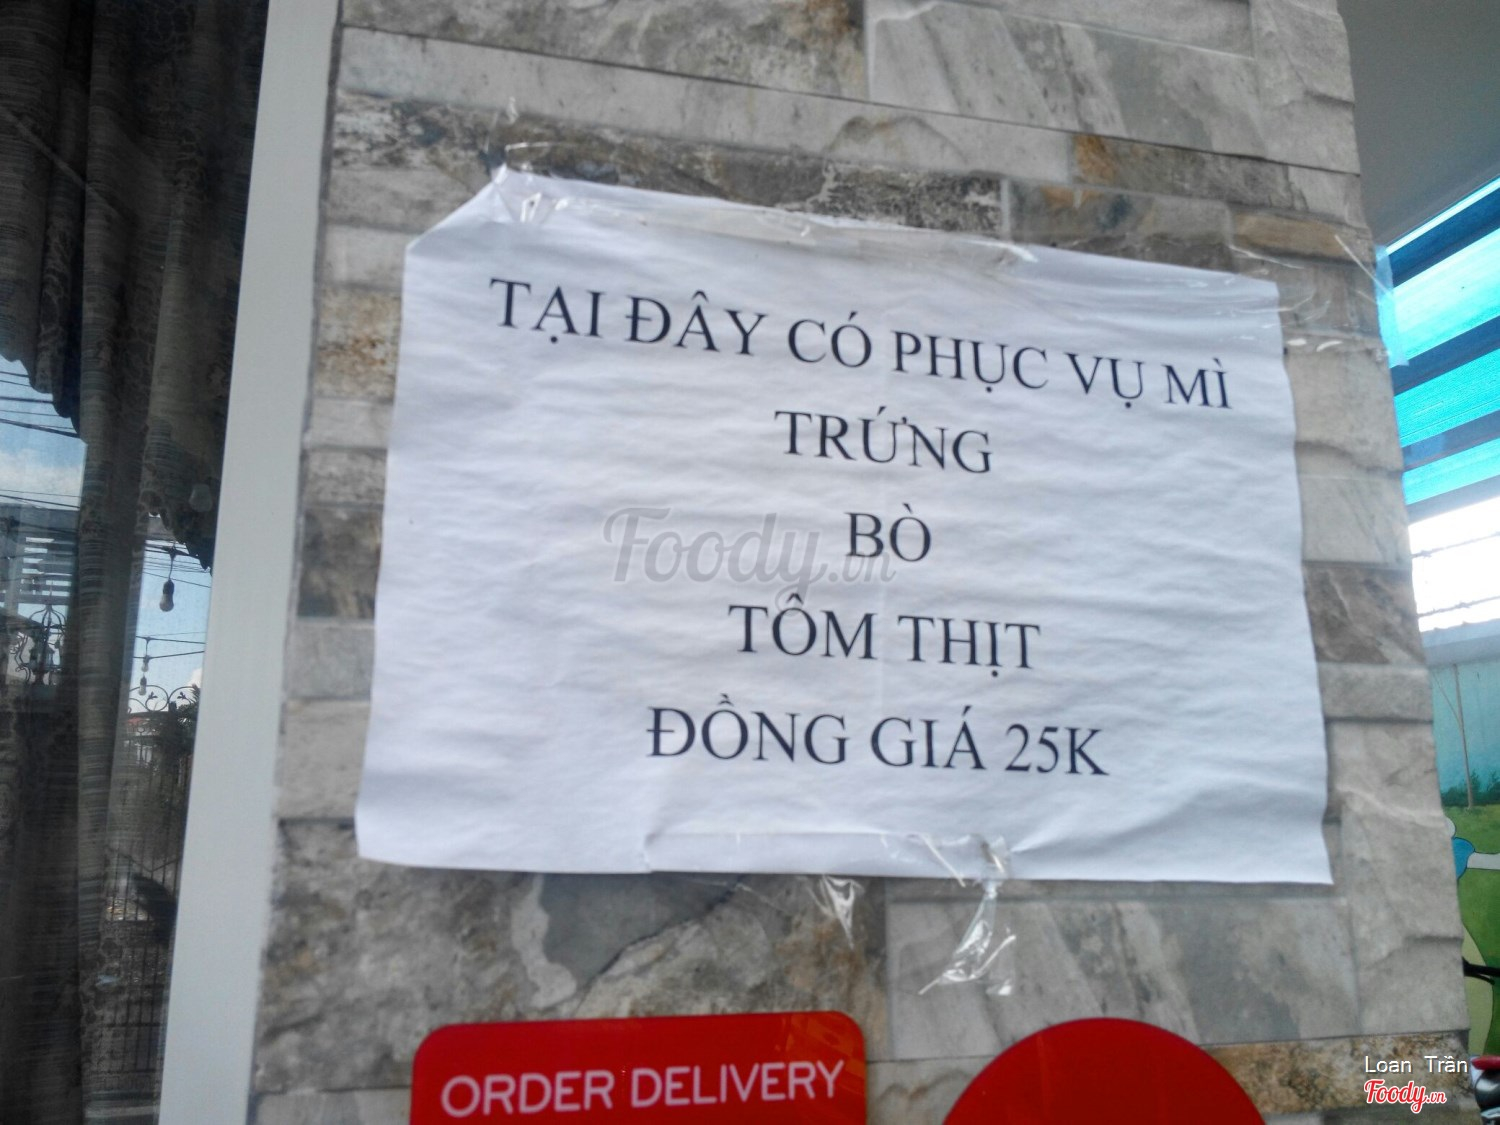 TẠI ĐÂY CÓ PHỤC VỤ MÌ
TRỨNG
BÒ
TÔM THỊT
ĐỒNG GIÁ 25K
Foody.vn
ORDER DELIVERY
Loan Trần
Foody.vn